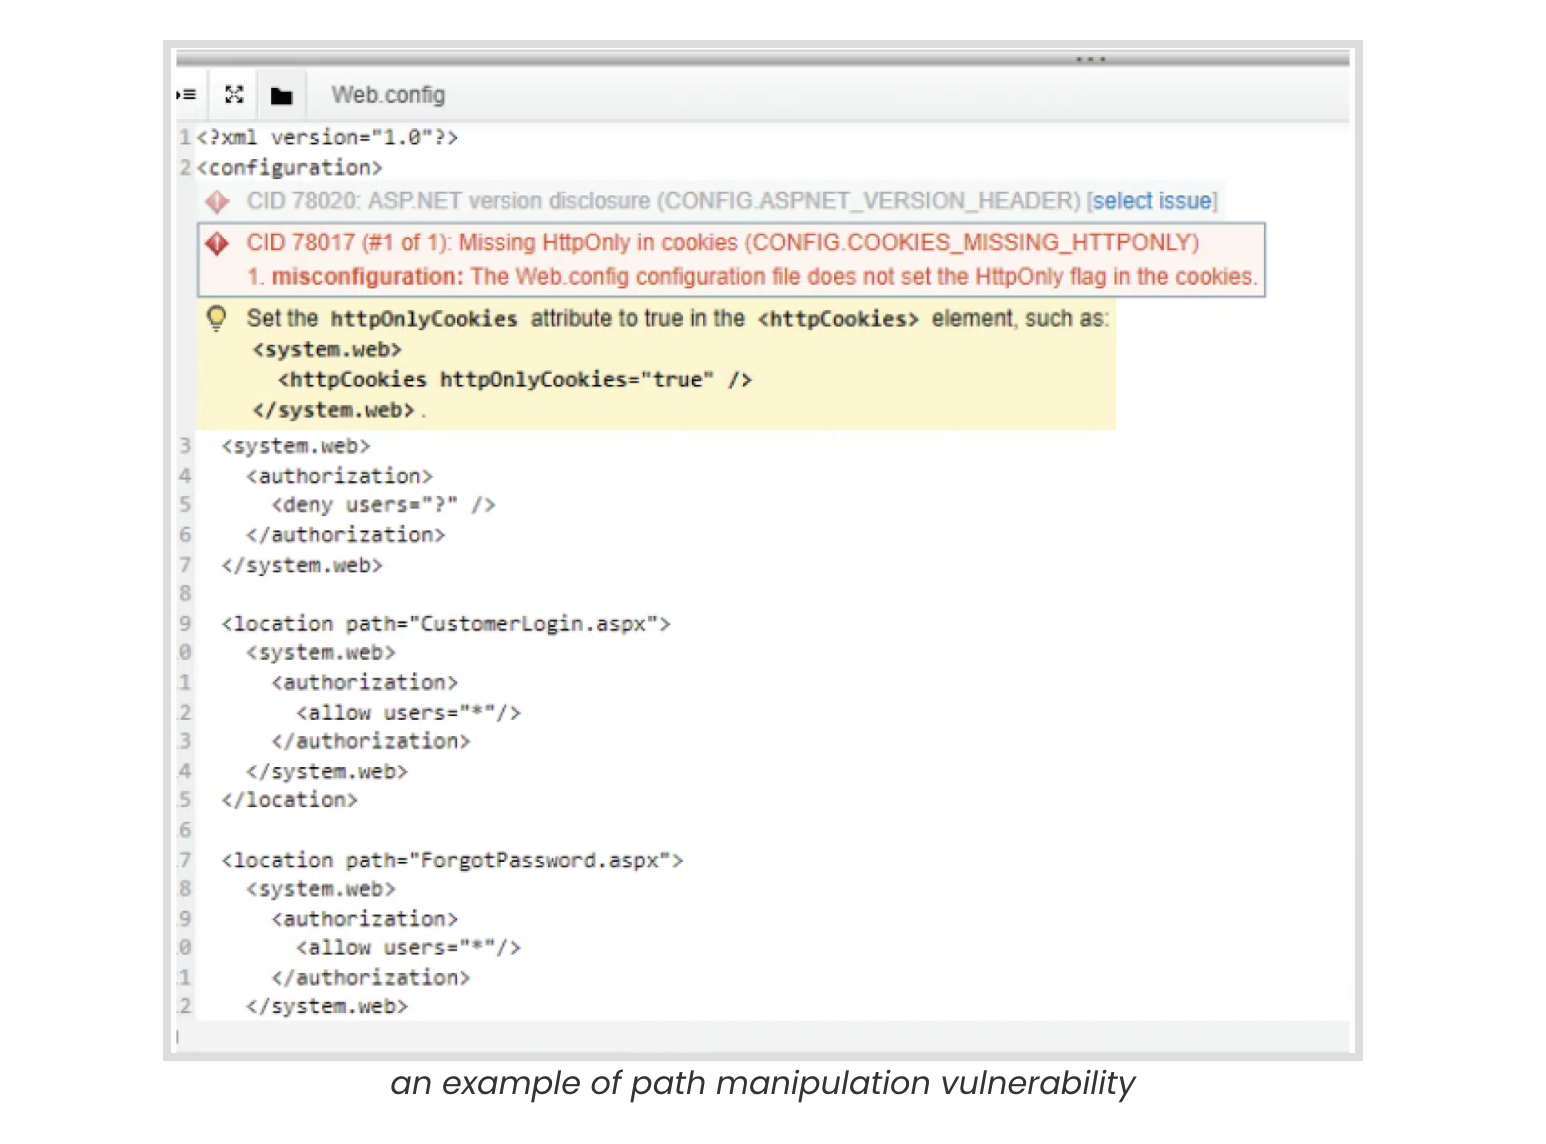 Web.config
1 <?xml version="1.0"?>
2 <configuration>
CID 78020: ASP.NET version disclosure (CONFIG.ASPNET_VERSION_HEADER) [select issue]
CID 78017 (#1 of 1): Missing HttpOnly in cookies (CONFIG.COOKIES_MISSING_HTTPONLY)
1. misconfiguration: The Web.config configuration file does not set the HttpOnly flag in the cookies.
Set the httpOnlyCookies attribute to true in the <httpCookies> element, such as:
<system.web>
<httpCookies httpOnlyCookies="true" />
</system.web> .
3 <system.web>
4 <authorization>
5 <deny users="?" />
6 </authorization>
7 </system.web>
8
9 <location path="CustomerLogin.aspx">
0 <system.web>
1 <authorization>
2 <allow users="*"/>
3 </authorization>
4 </system.web>
5 </location>
6
7 <location path="ForgotPassword.aspx">
8 <system.web>
9 <authorization>
0 <allow users="*"/>
1 </authorization>
2 </system.web>
an example of path manipulation vulnerability